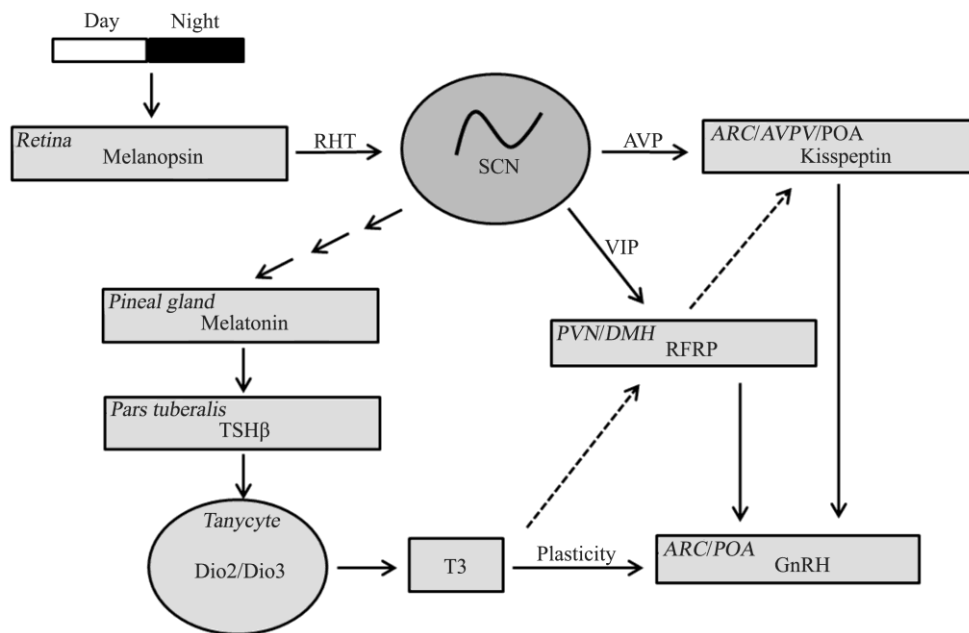 Day Night
Retina
Melanopsin
RHT
SCN
AVP
ARC/AVPV/POA
Kisspeptin
VIP
Pineal gland
Melatonin
PVN/DMH
RFRP
Pars tuberalis
TSHβ
Tanycyte
Dio2/Dio3
T3
Plasticity
ARC/POA
GnRH